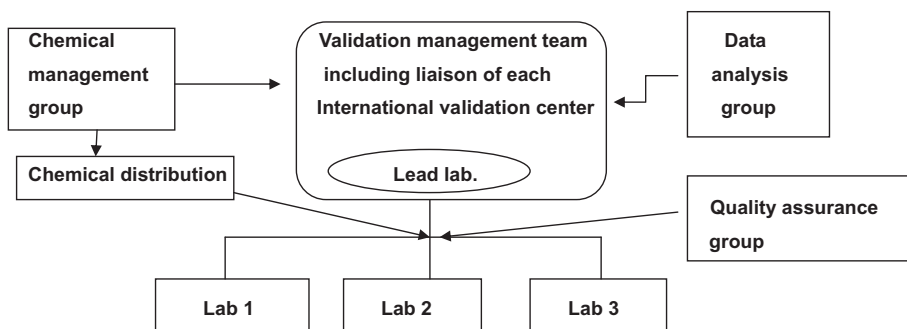 Chemical
management
group
Validation management team
including liaison of each
International validation center
Data
analysis
group
Chemical distribution
Lead lab.
Quality assurance
group
Lab 1
Lab 2
Lab 3